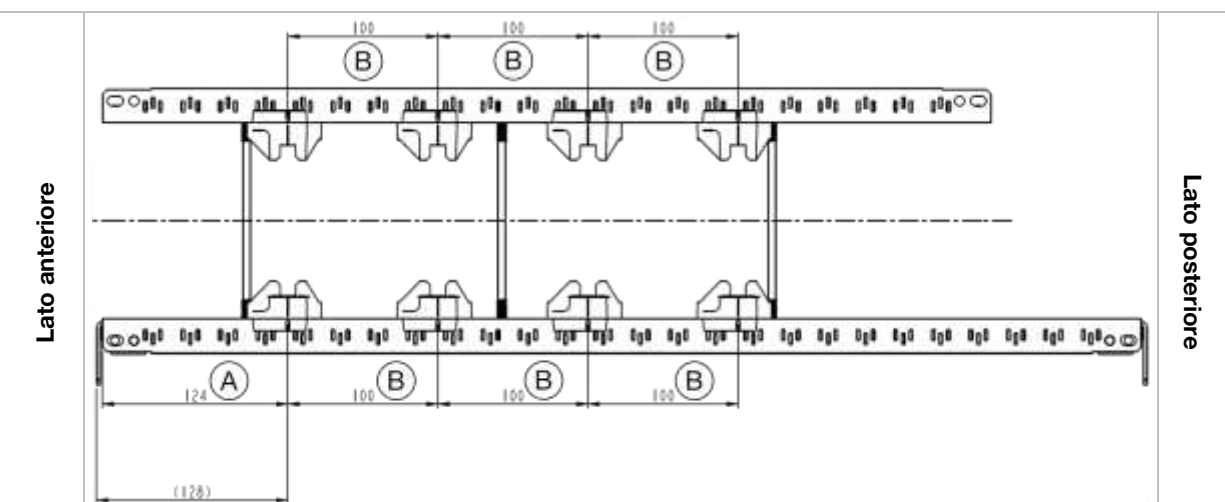 100 100 100
B B B
Lato anteriore
Lato posteriore
A B B B
124 100 100 100
(128)